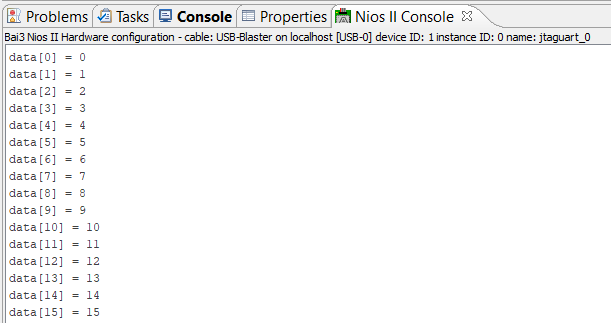 Problems Tasks Console Properties Nios II Console
Bai3 Nios II Hardware configuration - cable: USB-Blaster on localhost [USB-0] device ID: 1 instance ID: 0 name: jtaguart_0
data[0] = 0
data[1] = 1
data[2] = 2
data[3] = 3
data[4] = 4
data[5] = 5
data[6] = 6
data[7] = 7
data[8] = 8
data[9] = 9
data[10] = 10
data[11] = 11
data[12] = 12
data[13] = 13
data[14] = 14
data[15] = 15